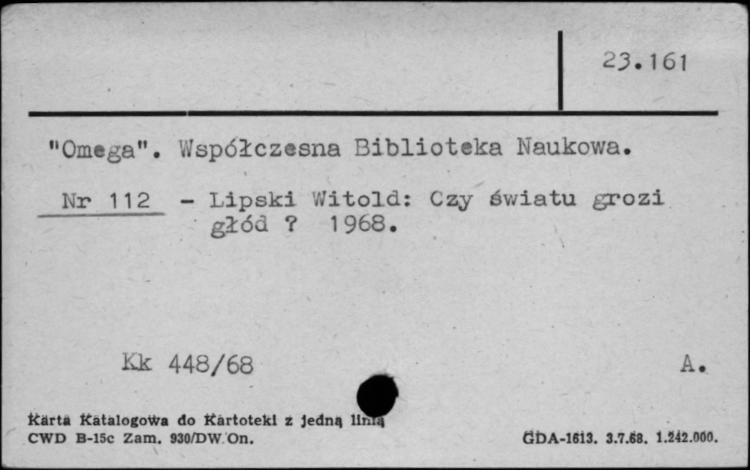 23.161
"Omega". Współczesna Biblioteka Naukowa.
Nr 112 - Lipski Witold: Czy światu grozi
głód ? 1968.
Kk 448/68 A.
Karta Katalogowa do Kartoteki z jedną linią
CWD B-15c Zam. 930/DW On. GDA-1613. 3.7.68. 1.242.000.